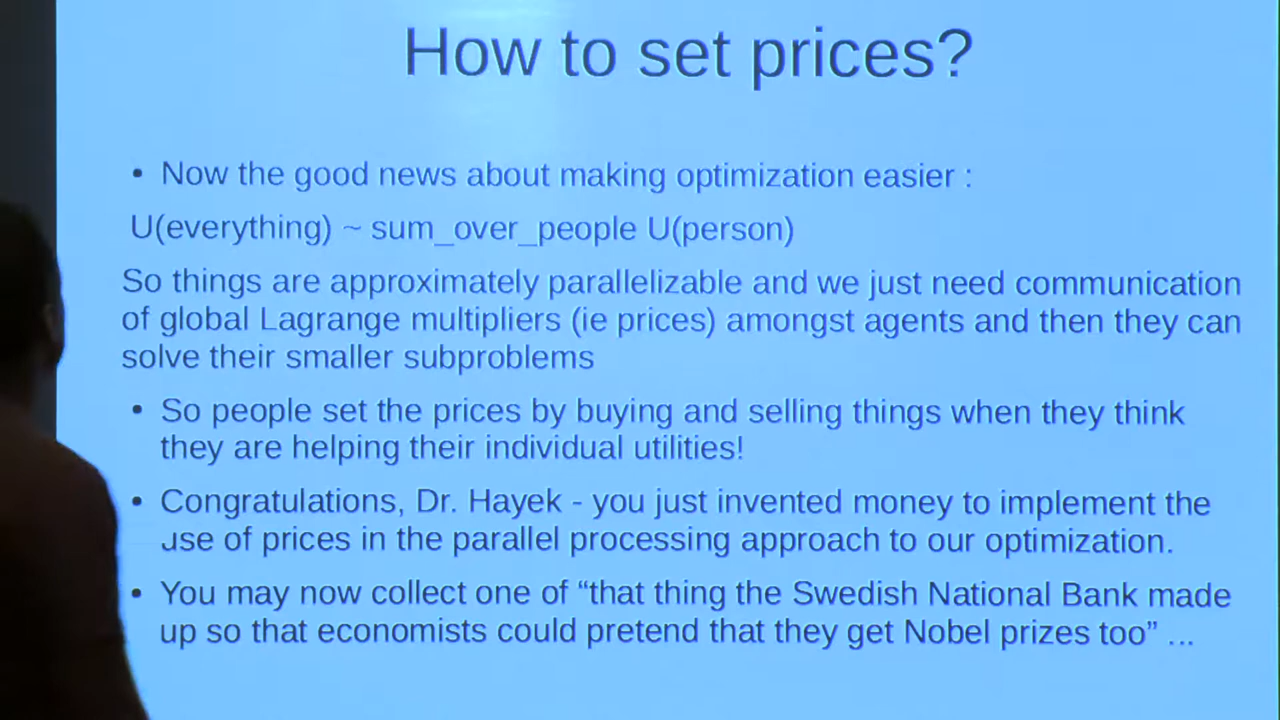 How to set prices?
• Now the good news about making optimization easier :
U(everything) ~ sum_over_people U(person)
So things are approximately parallelizable and we just need communication
of global Lagrange multipliers (ie prices) amongst agents and then they can
solve their smaller subproblems
• So people set the prices by buying and selling things when they think
they are helping their individual utilities!
• Congratulations, Dr. Hayek - you just invented money to implement the
use of prices in the parallel processing approach to our optimization.
• You may now collect one of “that thing the Swedish National Bank made
up so that economists could pretend that they get Nobel prizes too” ...